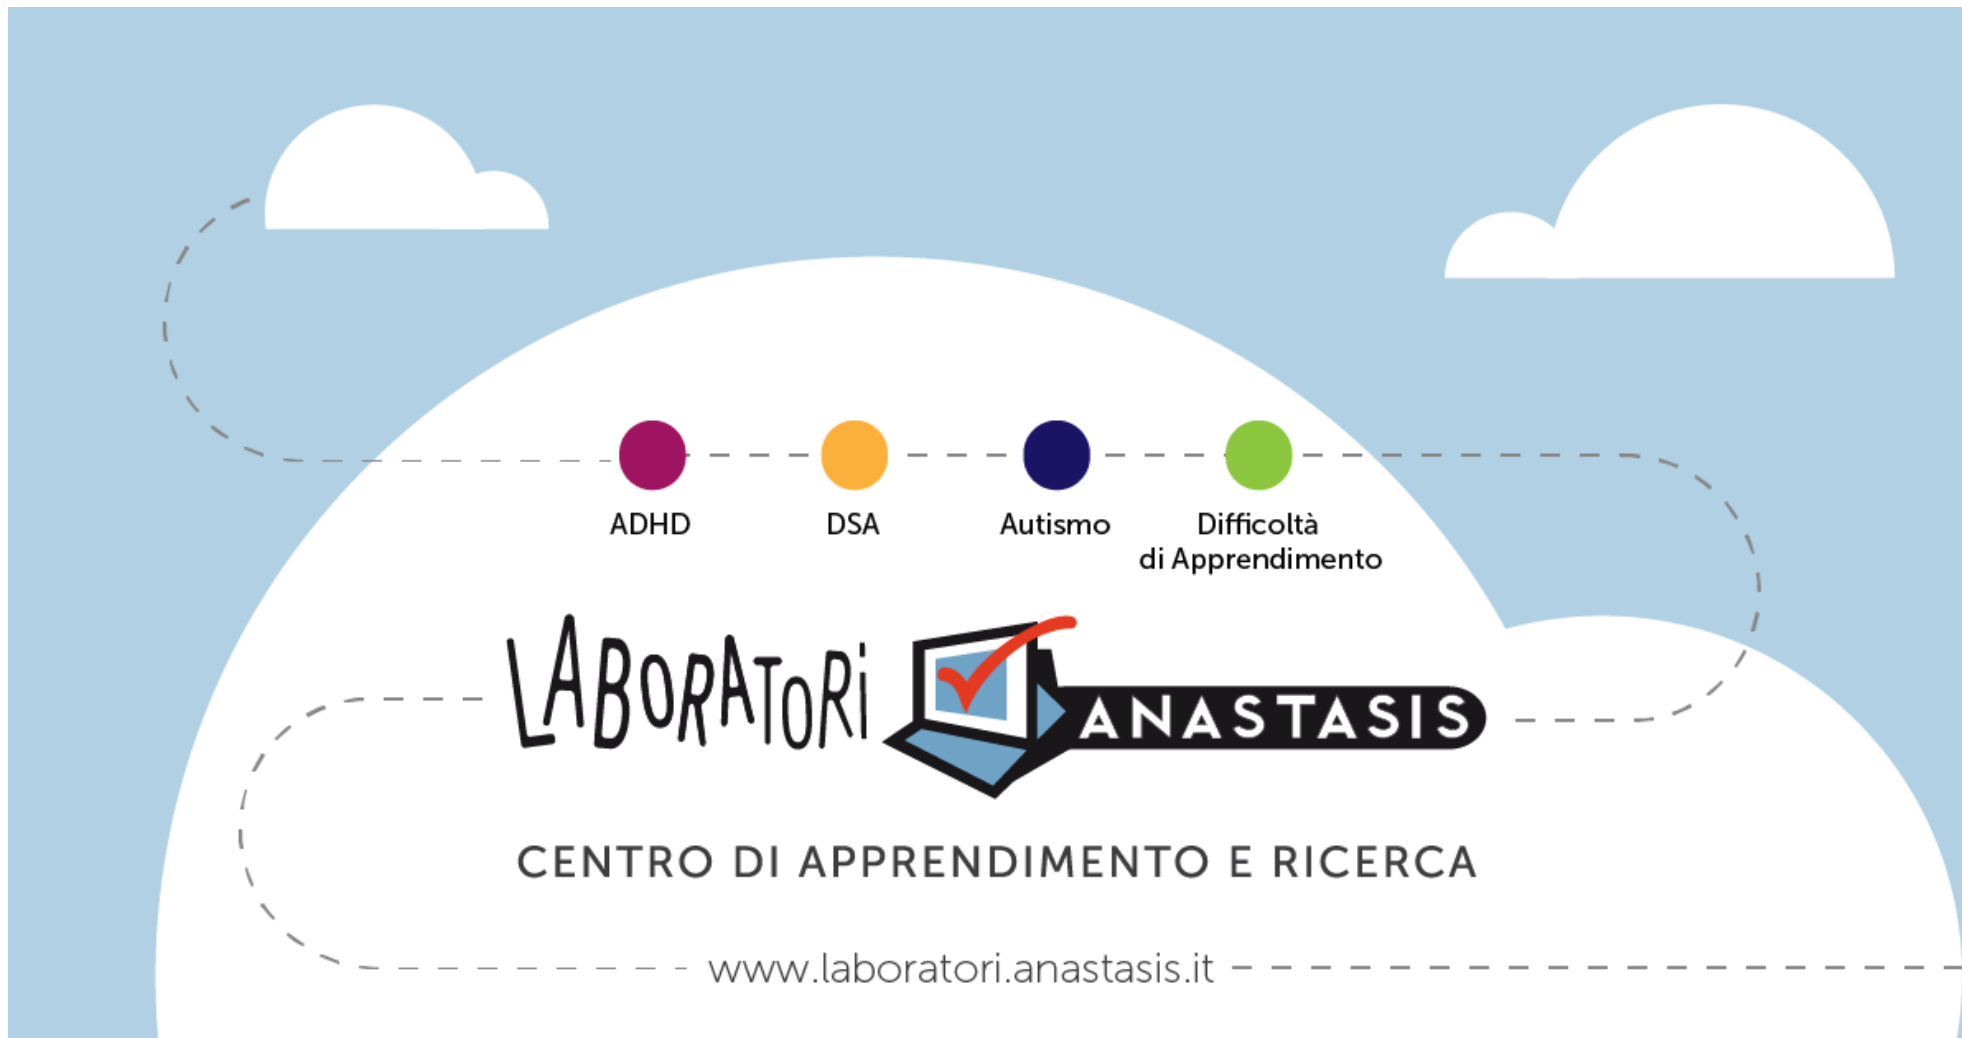 ADHD
DSA
Autismo
Difficoltà
di Apprendimento
LABORATORi
ANASTASIS
CENTRO DI APPRENDIMENTO E RICERCA
www.laboratori.anastasis.it